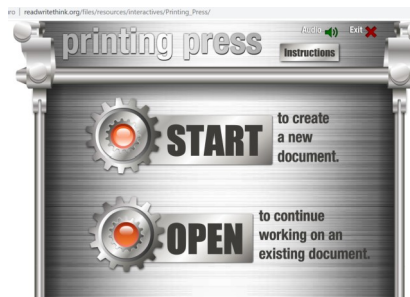 aro | readwritethink.org/files/resources/interactives/Printing_Press/
printing press
Audio
Exit
Instructions
START
to create
a new
document.
OPEN
to continue
working on an
existing document.